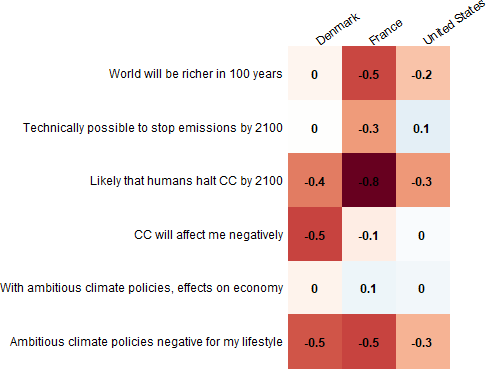 Denmark France United States
World will be richer in 100 years 0 -0.5 -0.2
Technically possible to stop emissions by 2100 0 -0.3 0.1
Likely that humans halt CC by 2100 -0.4 -0.8 -0.3
CC will affect me negatively -0.5 -0.1 0
With ambitious climate policies, effects on economy 0 0.1 0
Ambitious climate policies negative for my lifestyle -0.5 -0.5 -0.3